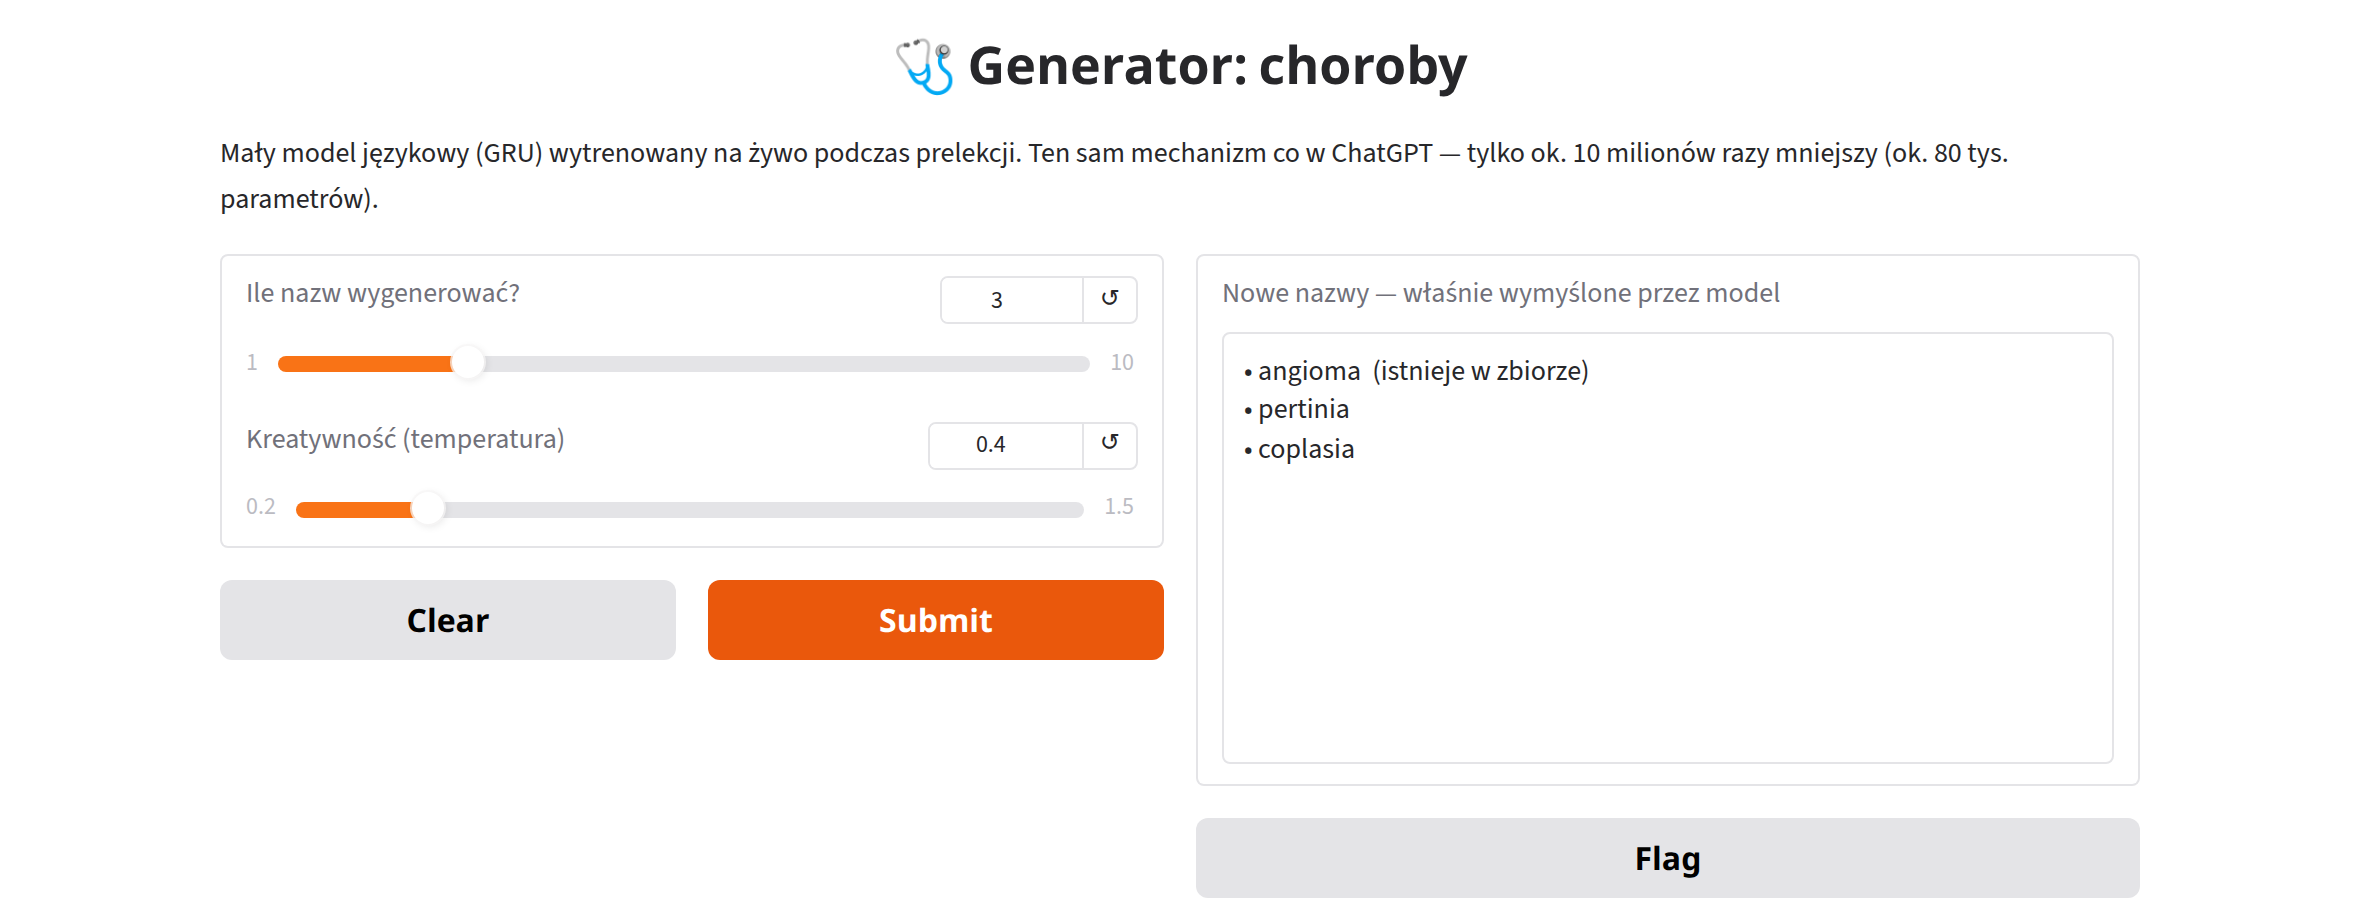 Generator: choroby
Mały model językowy (GRU) wytrenowany na żywo podczas prelekcji. Ten sam mechanizm co w ChatGPT — tylko ok. 10 milionów razy mniejszy (ok. 80 tys.
parametrów).
Ile nazw wygenerować?
3
↺
1
10
Kreatywność (temperatura)
0.4
↺
0.2
1.5
Clear
Submit
Nowe nazwy — właśnie wymyślone przez model
• angioma (istnieje w zbiorze)
• pertinia
• coplasia
Flag